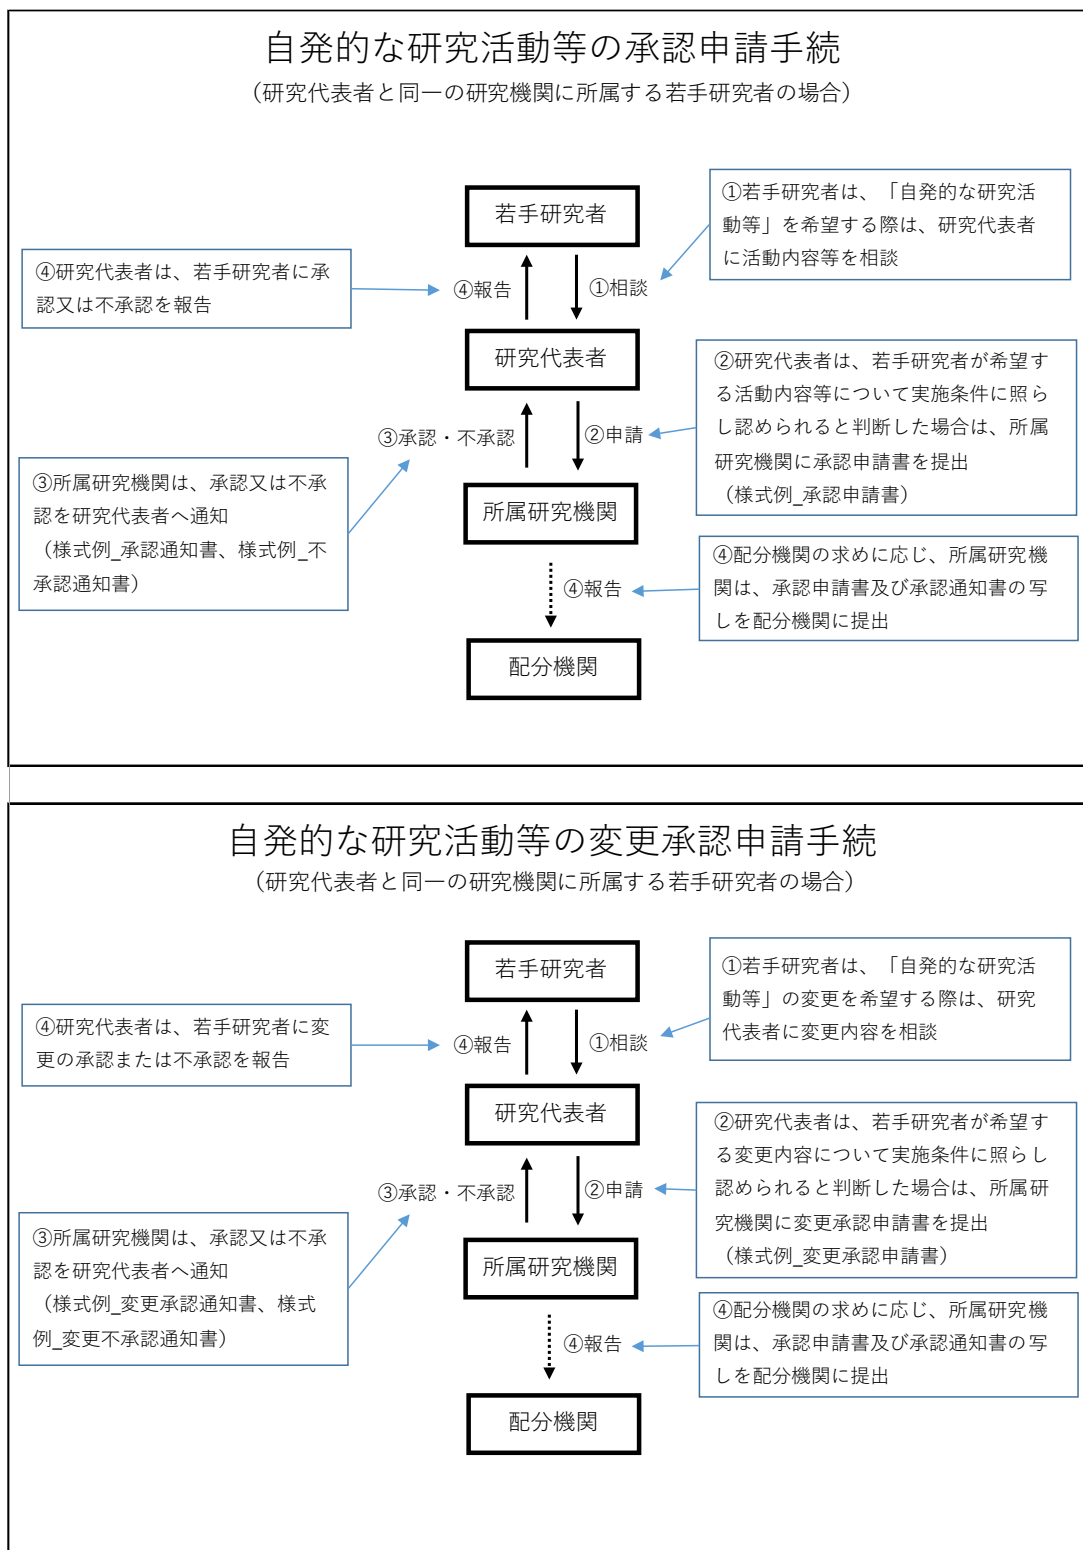 自発的な研究活動等の承認申請手続
（研究代表者と同一の研究機関に所属する若手研究者の場合）
若手研究者
①若手研究者は、「自発的な研究活
動等」を希望する際は、研究代表者
に活動内容等を相談
④研究代表者は、若手研究者に承
認又は不承認を報告
④報告
①相談
研究代表者
②研究代表者は、若手研究者が希望す
る活動内容等について実施条件に照ら
し認められると判断した場合は、所属
研究機関に承認申請書を提出
（様式例_承認申請書）
③承認・不承認
②申請
③所属研究機関は、承認又は不承
認を研究代表者へ通知
（様式例_承認通知書、様式例_不
承認通知書）
所属研究機関
④配分機関の求めに応じ、所属研究機
関は、承認申請書及び承認通知書の写
しを配分機関に提出
④報告
配分機関
自発的な研究活動等の変更承認申請手続
（研究代表者と同一の研究機関に所属する若手研究者の場合）
若手研究者
①若手研究者は、「自発的な研究活
動等」の変更を希望する際は、研究
代表者に変更内容を相談
④研究代表者は、若手研究者に変
更の承認または不承認を報告
④報告
①相談
研究代表者
②研究代表者は、若手研究者が希望す
る変更内容について実施条件に照らし
認められると判断した場合は、所属研
究機関に変更承認申請書を提出
（様式例_変更承認申請書）
③承認・不承認
②申請
③所属研究機関は、承認又は不承
認を研究代表者へ通知
（様式例_変更承認通知書、様式
例_変更不承認通知書）
所属研究機関
④配分機関の求めに応じ、所属研究機
関は、承認申請書及び承認通知書の写
しを配分機関に提出
④報告
配分機関